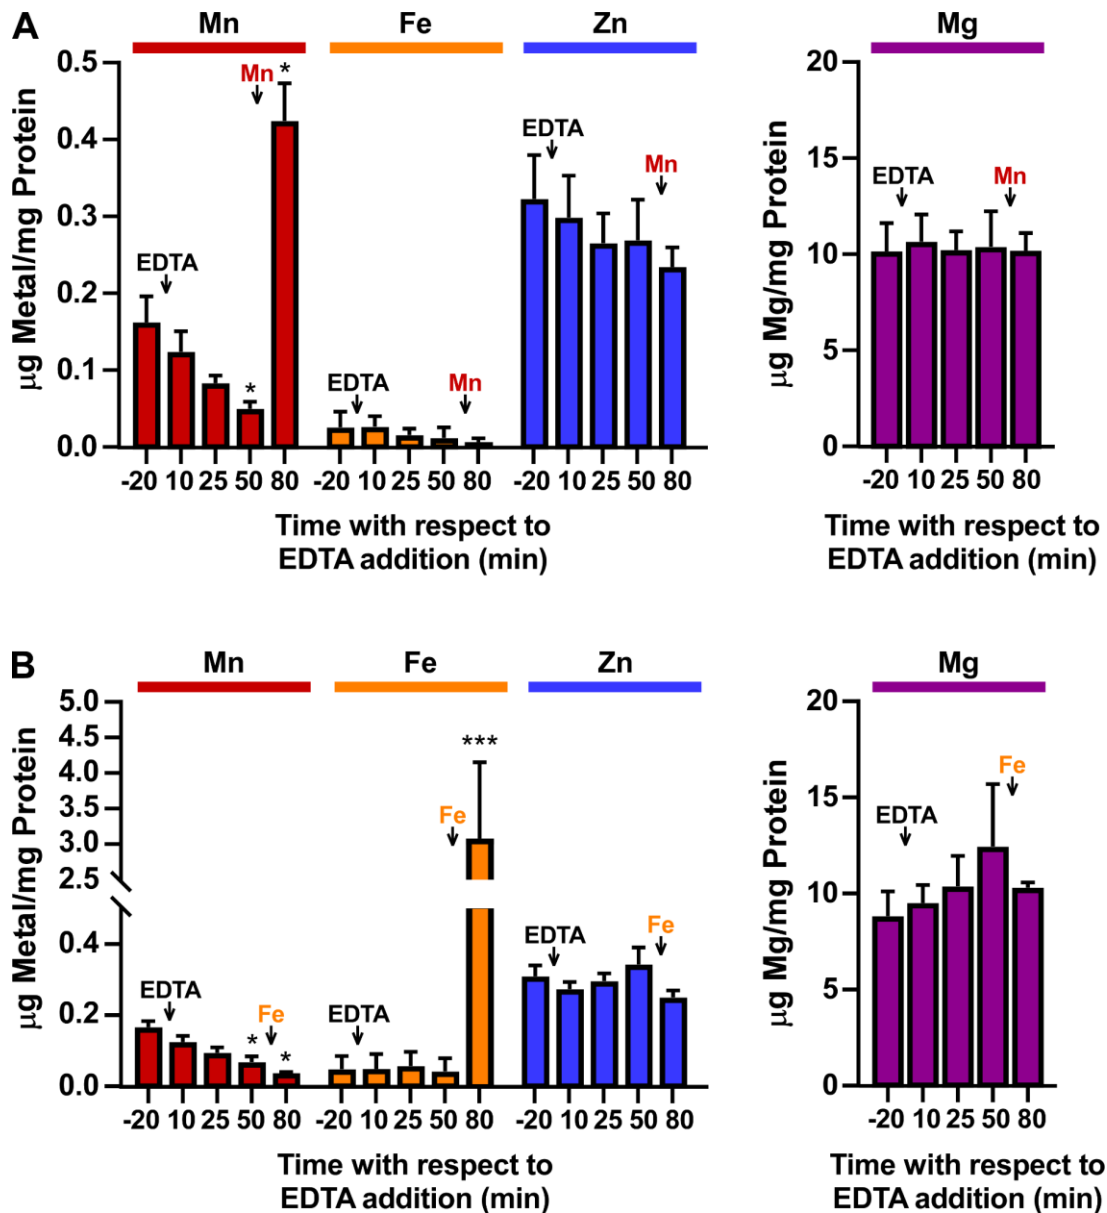 A
Mn Fe Zn Mg
µg Metal/mg Protein
0.5
0.4
0.3
0.2
0.1
0.0
EDTA
*
Mn
*
EDTA
Mn
EDTA
Mn
-20 10 25 50 80 -20 10 25 50 80 -20 10 25 50 80
Time with respect to
EDTA addition (min)
µg Mg/mg Protein
20
15
10
5
0
EDTA
Mn
-20 10 25 50 80
Time with respect to
EDTA addition (min)
B
Mn Fe Zn Mg
µg Metal/mg Protein
5.0
4.5
4.0
3.5
3.0
2.5
0.4
0.2
0.0
EDTA
*
Fe
*
EDTA
Fe
***
EDTA
Fe
-20 10 25 50 80 -20 10 25 50 80 -20 10 25 50 80
Time with respect to
EDTA addition (min)
µg Mg/mg Protein
20
15
10
5
0
EDTA
Fe
-20 10 25 50 80
Time with respect to
EDTA addition (min)